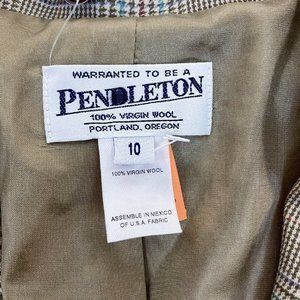 WARRANTED TO BE A
PENDLETON
100% VIRGIN WOOL
PORTLAND, OREGON
10
100% VIRGIN WOOL
ASSEMBLE IN MEXICO
OF U.S.A. FABRIC